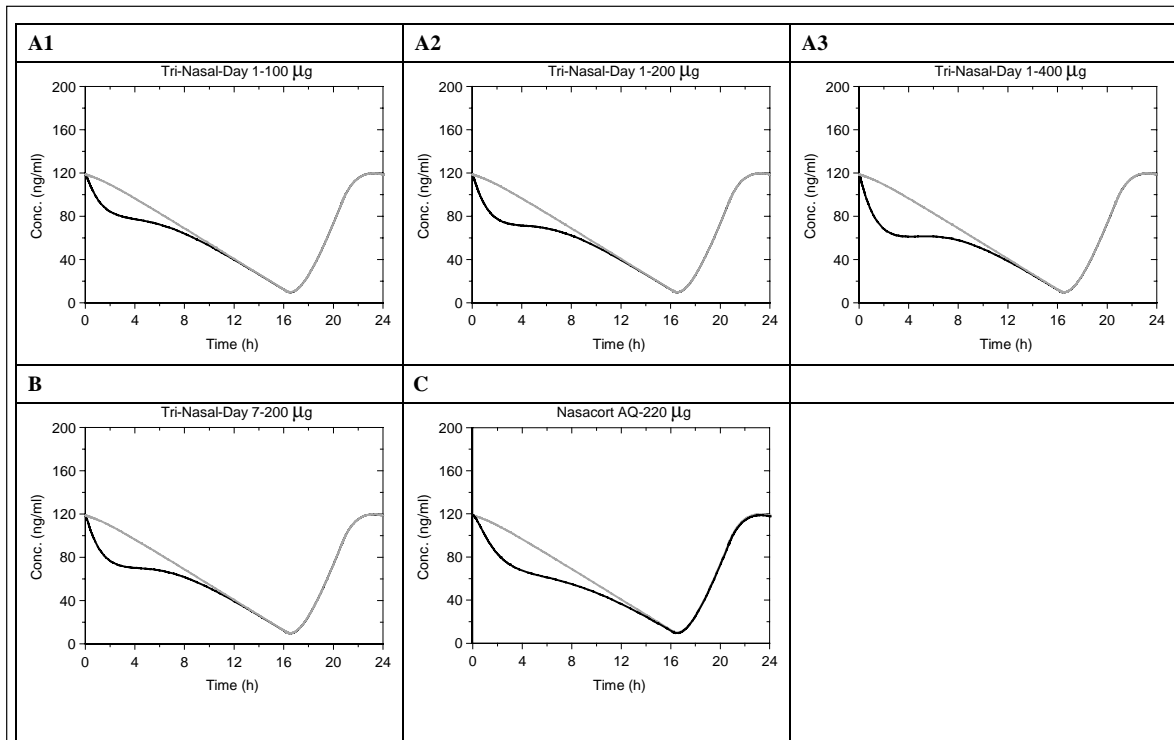 A1 A2 A3
Tri-Nasal-Day 1-100 μg Tri-Nasal-Day 1-200 μg Tri-Nasal-Day 1-400 μg
200 200 200
160 160 160
120 120 120
80 80 80
40 40 40
0 0 0
Conc. (ng/ml) Conc. (ng/ml) Conc. (ng/ml)
0 4 8 12 16 20 24 0 4 8 12 16 20 24 0 4 8 12 16 20 24
Time (h) Time (h) Time (h)
B C
Tri-Nasal-Day 7-200 μg Nasacort AQ-220 μg
200 200
160 160
120 120
80 80
40 40
0 0
Conc. (ng/ml) Conc. (ng/ml)
0 4 8 12 16 20 24 0 4 8 12 16 20 24
Time (h) Time (h)